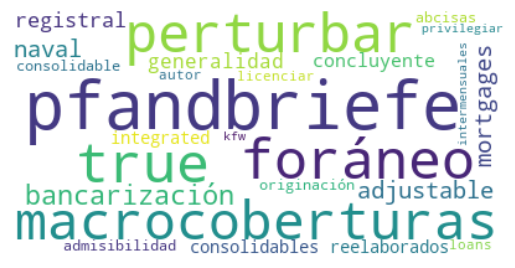 registral
perturbar
abcisas
privilegiar
naval
generalidad
concluyente
consolidable
autor
licenciar
pfandbriefe
intermensuales
mortgages
integrated
kfw
true
foráneo
bancarización
originación
adjustable
macrocoberturas
admisibilidad
consolidables
reelaborados
loans